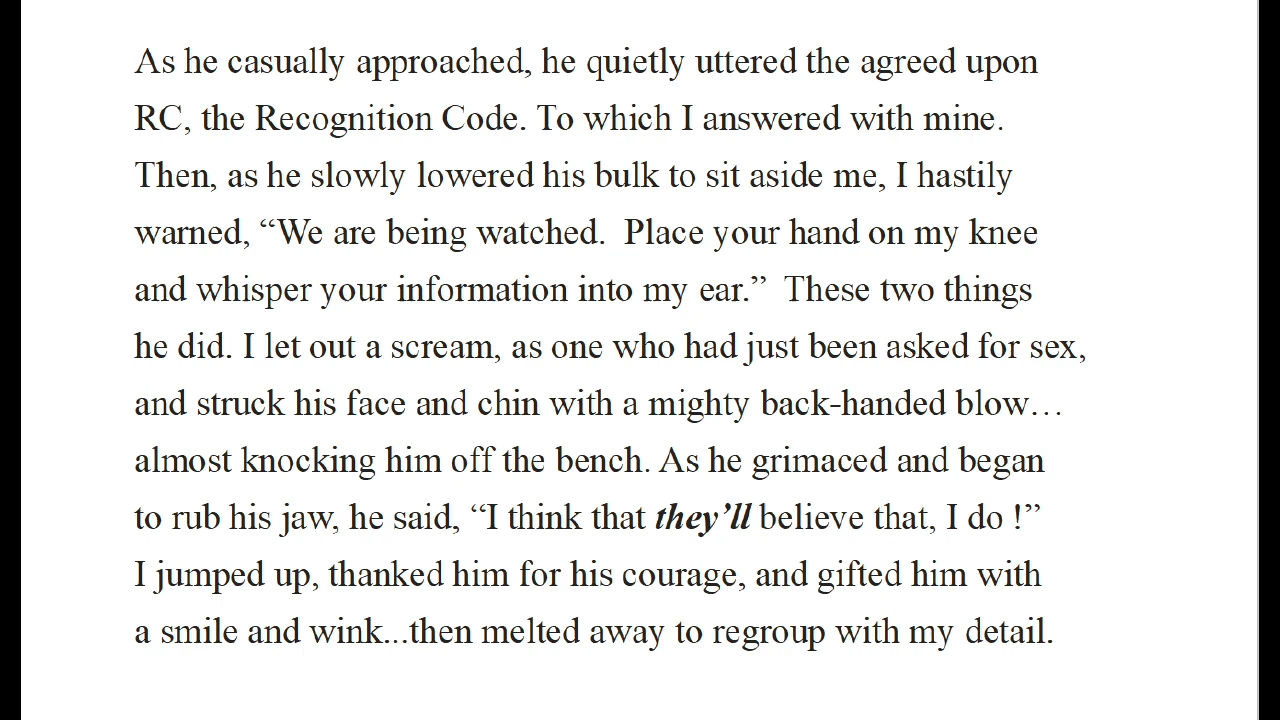 As he casually approached, he quietly uttered the agreed upon
RC, the Recognition Code. To which I answered with mine.
Then, as he slowly lowered his bulk to sit aside me, I hastily
warned, “We are being watched.  Place your hand on my knee
and whisper your information into my ear.”  These two things
he did. I let out a scream, as one who had just been asked for sex,
and struck his face and chin with a mighty back-handed blow…
almost knocking him off the bench. As he grimaced and began
to rub his jaw, he said, “I think that they’ll believe that, I do !”
I jumped up, thanked him for his courage, and gifted him with
a smile and wink...then melted away to regroup with my detail.